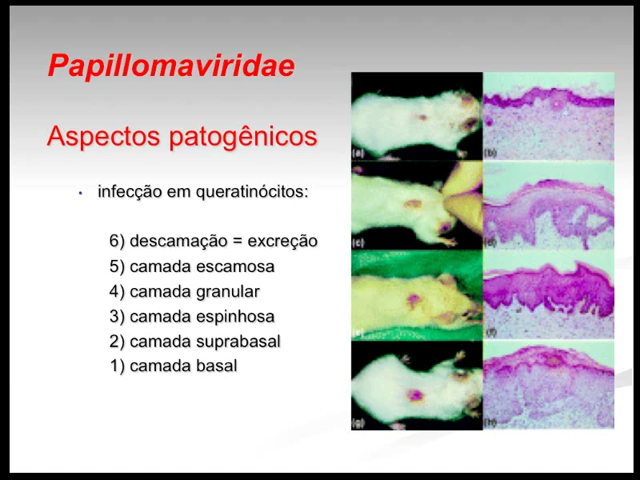 Papillomaviridae
Aspectos patogênicos
• infecção em queratinócitos:
6) descamação = excreção
5) camada escamosa
4) camada granular
3) camada espinhosa
2) camada suprabasal
1) camada basal
(a)
(b)
(c)
(d)
(e)
(f)
(g)
(h)